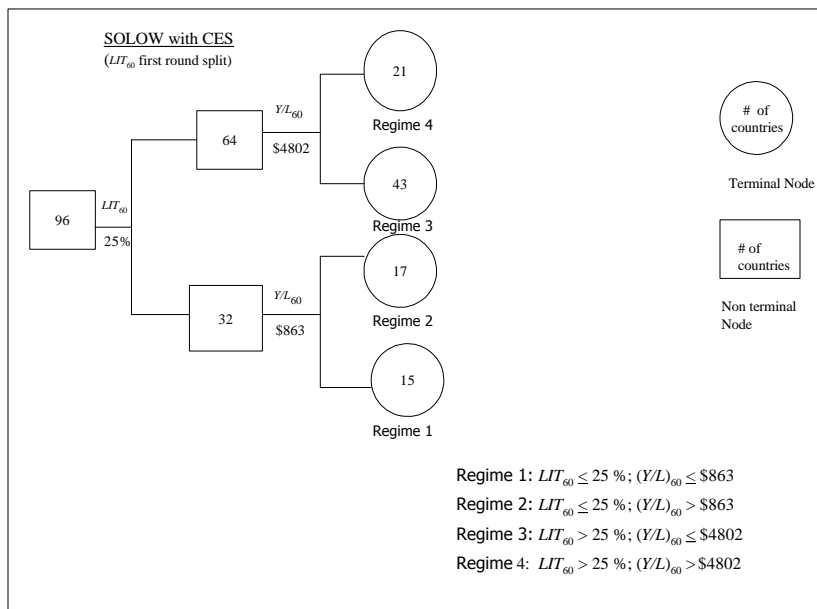 SOLOW with CES
(LIT60 first round split)
21
Regime 4
Y/L60
$4802
64
43
Regime 3
96
LIT60
25%
17
Regime 2
Y/L60
$863
32
15
Regime 1
# of
countries
Terminal Node
# of
countries
Non terminal
Node
Regime 1: LIT60 ≤ 25 %; (Y/L)60 ≤ $863
Regime 2: LIT60 ≤ 25 %; (Y/L)60 > $863
Regime 3: LIT60 > 25 %; (Y/L)60 ≤ $4802
Regime 4: LIT60 > 25 %; (Y/L)60 > $4802